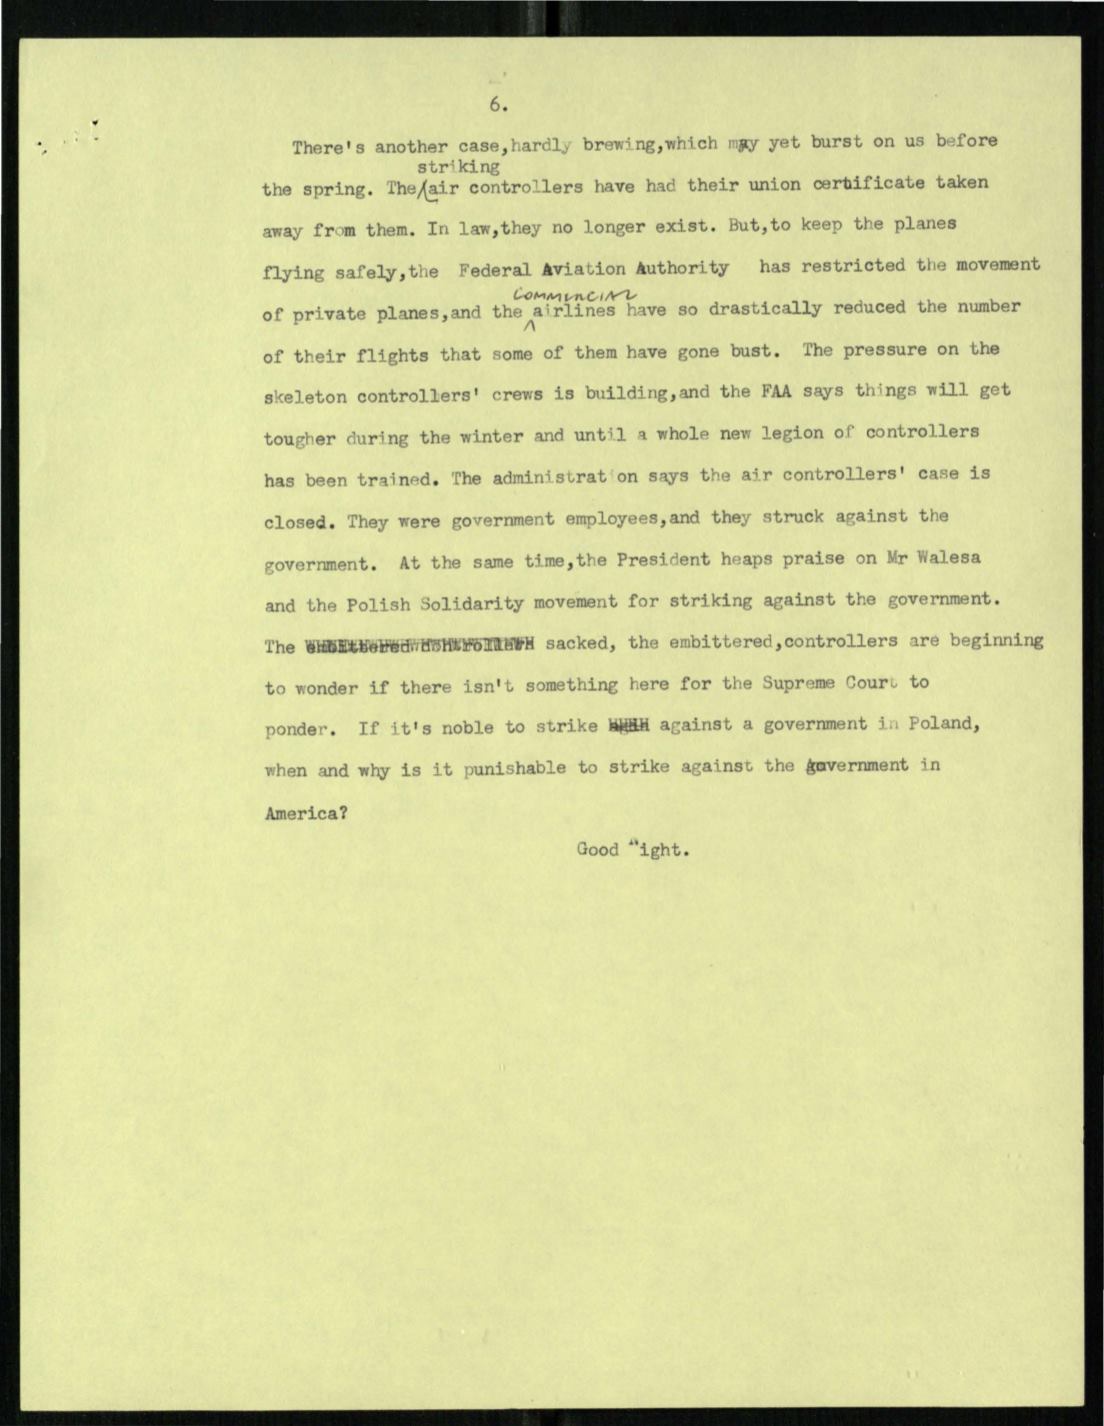 6.
There's another case,hardly brewing,which may yet burst on us before
striking
the spring. The air controllers have had their union certificate taken
away from them. In law,they no longer exist. But,to keep the planes
flying safely,the Federal Aviation Authority has restricted the movement
commercial
of private planes,and the airlines have so drastically reduced the number
of their flights that some of them have gone bust. The pressure on the
skeleton controllers' crews is building,and the FAA says things will get
tougher during the winter and until a whole new legion of controllers
has been trained. The administration says the air controllers' case is
closed. They were government employees,and they struck against the
government. At the same time,the President heaps praise on Mr Walesa
and the Polish Solidarity movement for striking against the government.
The embittered controllers sacked, the embittered,controllers are beginning
to wonder if there isn't something here for the Supreme Court to
ponder. If it's noble to strike against a government in Poland,
when and why is it punishable to strike against the government in
America?
Good Night.